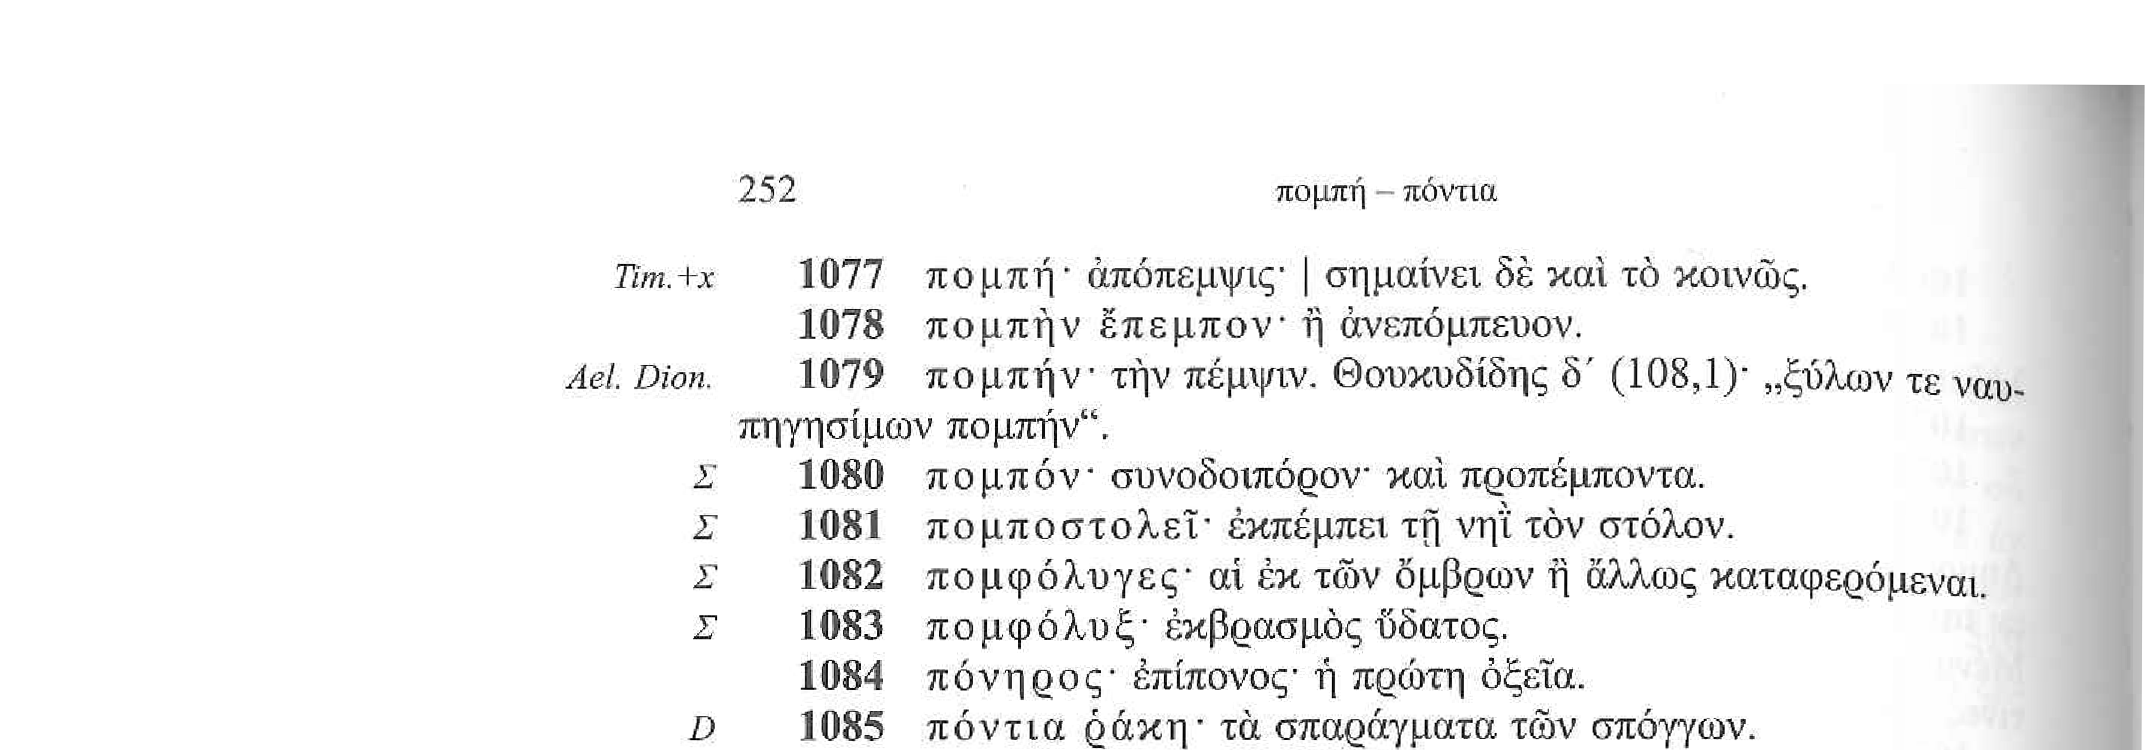 252 πομπή – πόντια
Tim.+x 1077 πομπή· ἀπόπεμψις· | σημαίνει δὲ καὶ τὸ κοινῶς.
1078 πομπὴν ἔπεμπον· ἢ ἀνεπόμπευον.
Ael. Dion. 1079 πομπήν· τὴν πέμψιν. Θουκυδίδης δ´ (108,1)· „ξύλων τε ναυ-
πηγησίμων πομπήν“.
Σ 1080 πομπόν· συνοδοιπόρον· καὶ προπέμποντα.
Σ 1081 πομποστολεῖ· ἐκπέμπει τῇ νηῒ τὸν στόλον.
Σ 1082 πομφόλυγες· αἱ ἐκ τῶν ὄμβρων ἢ ἄλλως καταφερόμεναι.
Σ 1083 πομφόλυξ· ἐκβρασμὸς ὕδατος.
1084 πόνηρος· ἐπίπονος· ἡ πρώτη ὀξεῖα.
D 1085 πόντια ῥάκη· τὰ σπαράγματα τῶν σπόγγων.